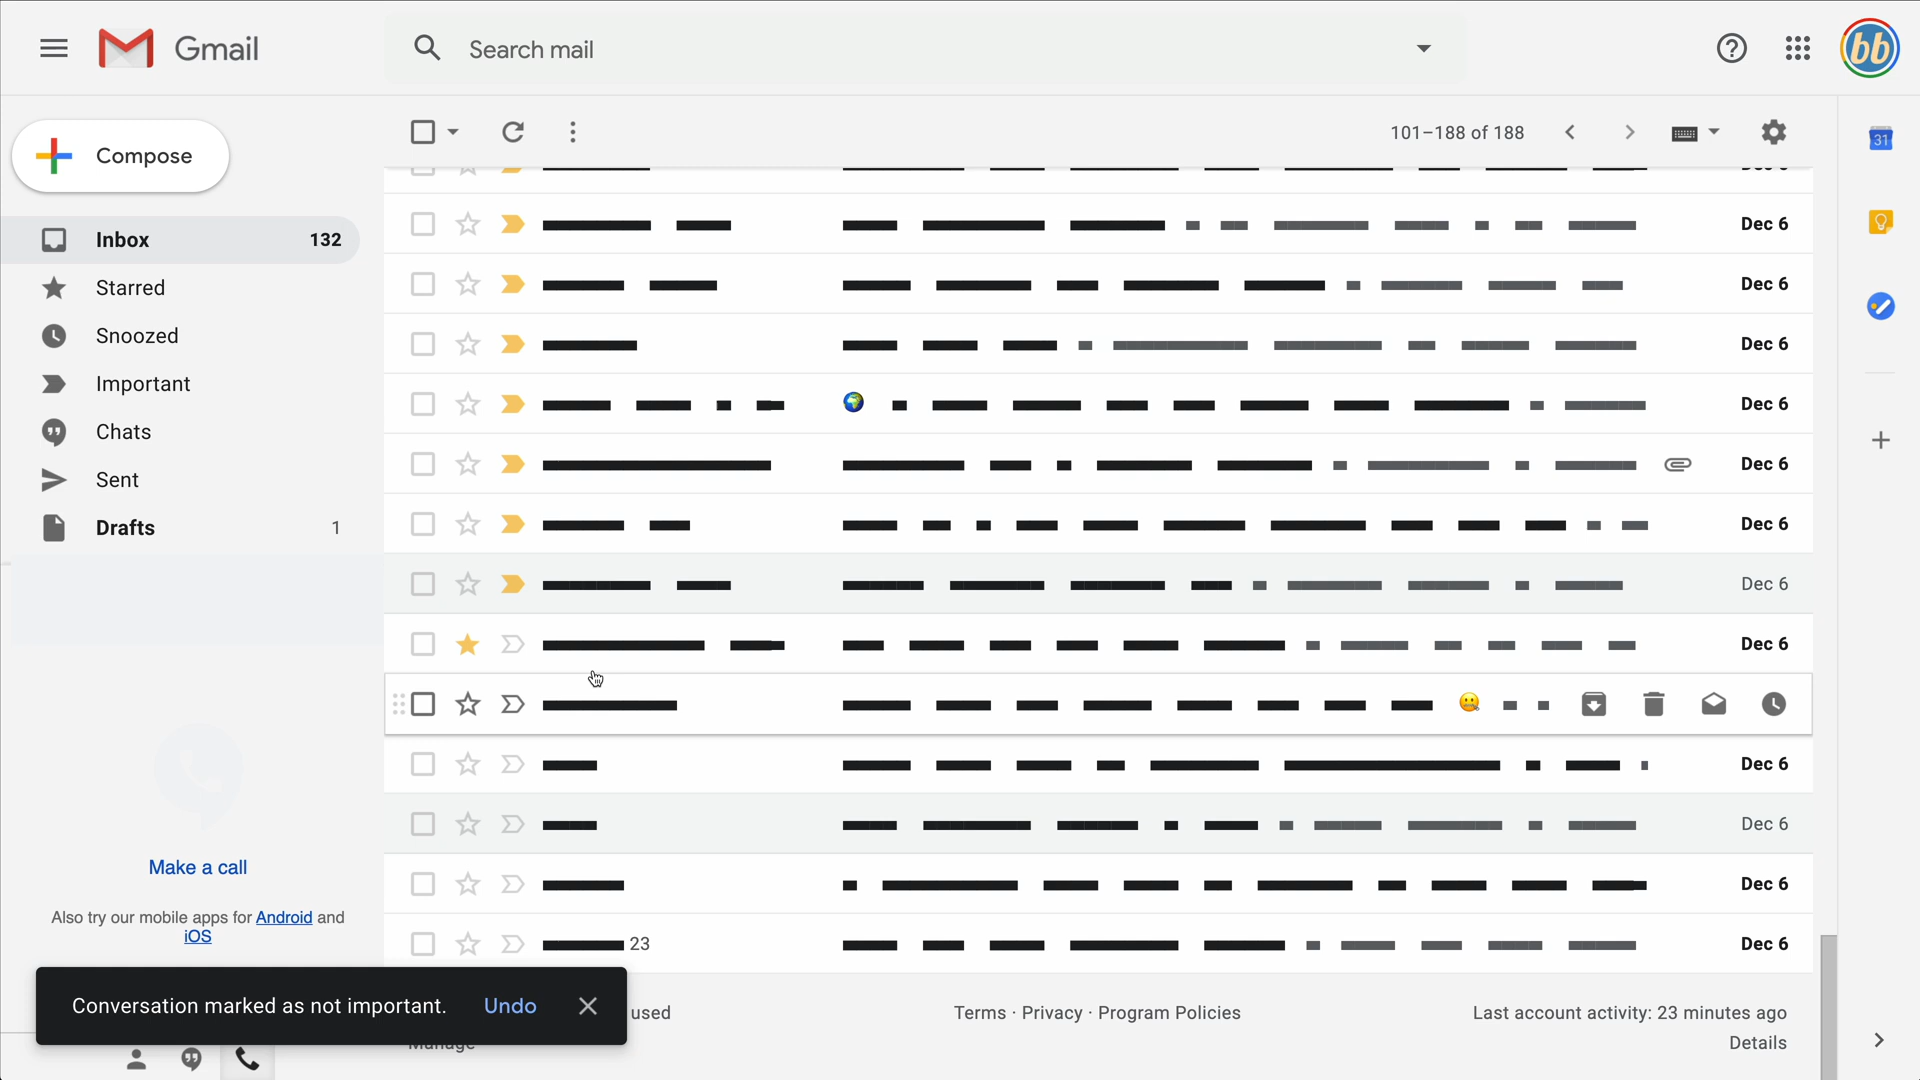 Gmail
Search mail
bb
Compose
101–188 of 188
31
Inbox 132
Starred
Snoozed
Important
Chats
Sent
Drafts 1
Dec 6
Dec 6
Dec 6
Dec 6
Dec 6
Dec 6
Dec 6
Dec 6
Dec 6
Dec 6
Dec 6
23 Dec 6
Make a call
Also try our mobile apps for Android and
iOS
Conversation marked as not important. Undo
used
Manage
Terms · Privacy · Program Policies
Last account activity: 23 minutes ago
Details